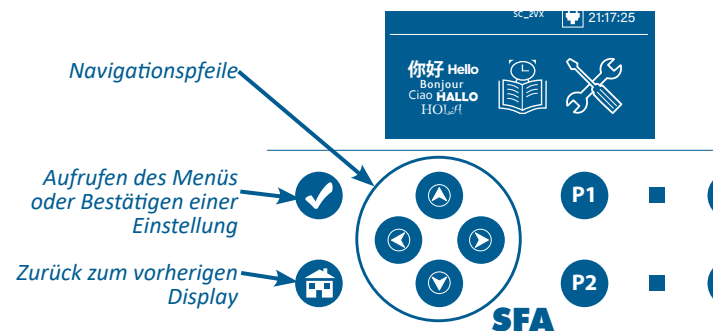 SC_2VX 21:17:25
你好 Hello
Bonjour
Ciao HALLO
HOLA
Navigationspfeile
Aufrufen des Menüs
oder Bestätigen einer
Einstellung
P1
Zurück zum vorherigen
Display
P2
SFA